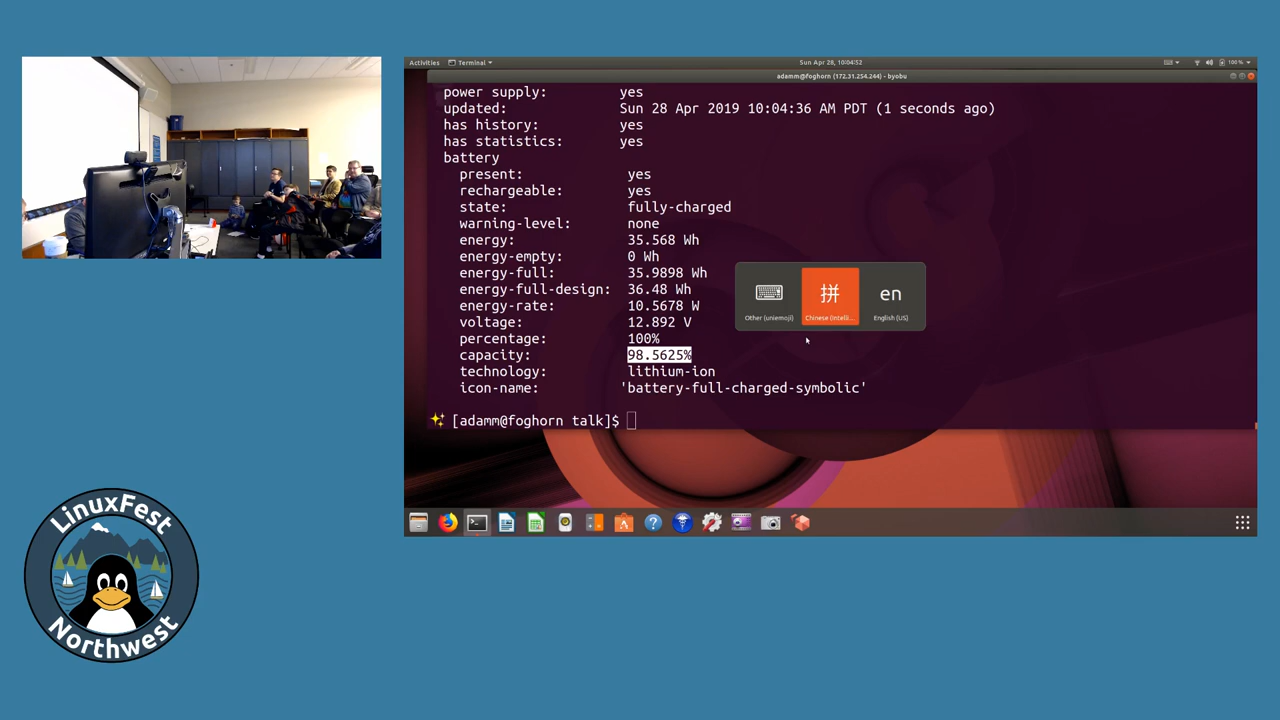 Activities
Terminal
Sun Apr 28, 10:04:52
100 %
adamm@foghorn (172.31.254.244) - byobu
power supply: yes
updated: Sun 28 Apr 2019 10:04:36 AM PDT (1 seconds ago)
has history: yes
has statistics: yes
battery
present: yes
rechargeable: yes
state: fully-charged
warning-level: none
energy: 35.568 Wh
energy-empty: 0 Wh
energy-full: 35.9898 Wh
energy-full-design: 36.48 Wh
energy-rate: 10.5678 W
voltage: 12.892 V
percentage: 100%
capacity: 98.5625%
technology: lithium-ion
icon-name: 'battery-full-charged-symbolic'
[adamm@foghorn talk]$
拼 en
Other (uniemoji) Chinese (Intelli... English (US)
LinuxFest
Northwest